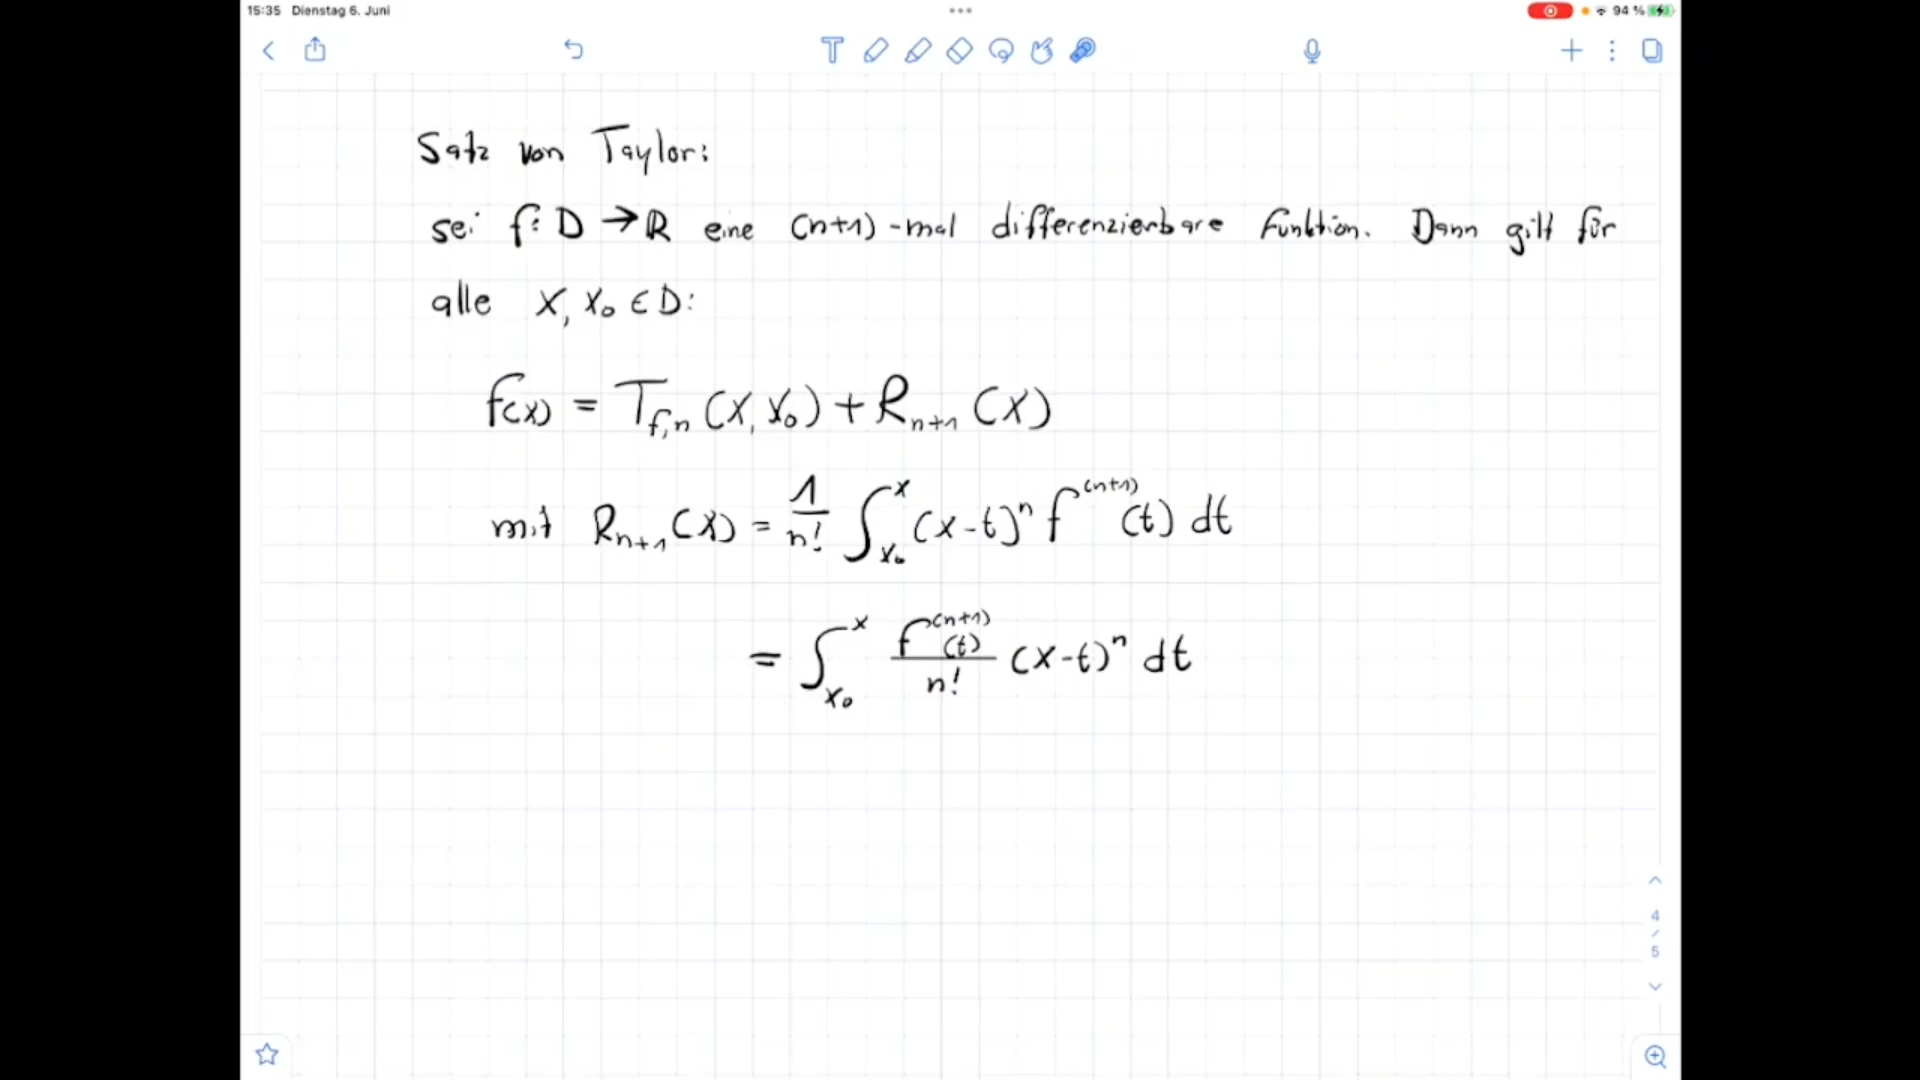 15:35 Dienstag 6. Juni 94 %
Satz von Taylor:
sei f: D → ℝ eine (n+1)-mal differenzierbare Funktion. Dann gilt für
alle x, x₀ ∈ D:
f(x) = T_{f,n} (x, x₀) + R_{n+1} (x)
mit R_{n+1} (x) = 1/n! ∫_{x₀}^{x} (x-t)^n f^{(n+1)} (t) dt
= ∫_{x₀}^{x} f^{(n+1)}(t)/n! (x-t)^n dt
4
/
5